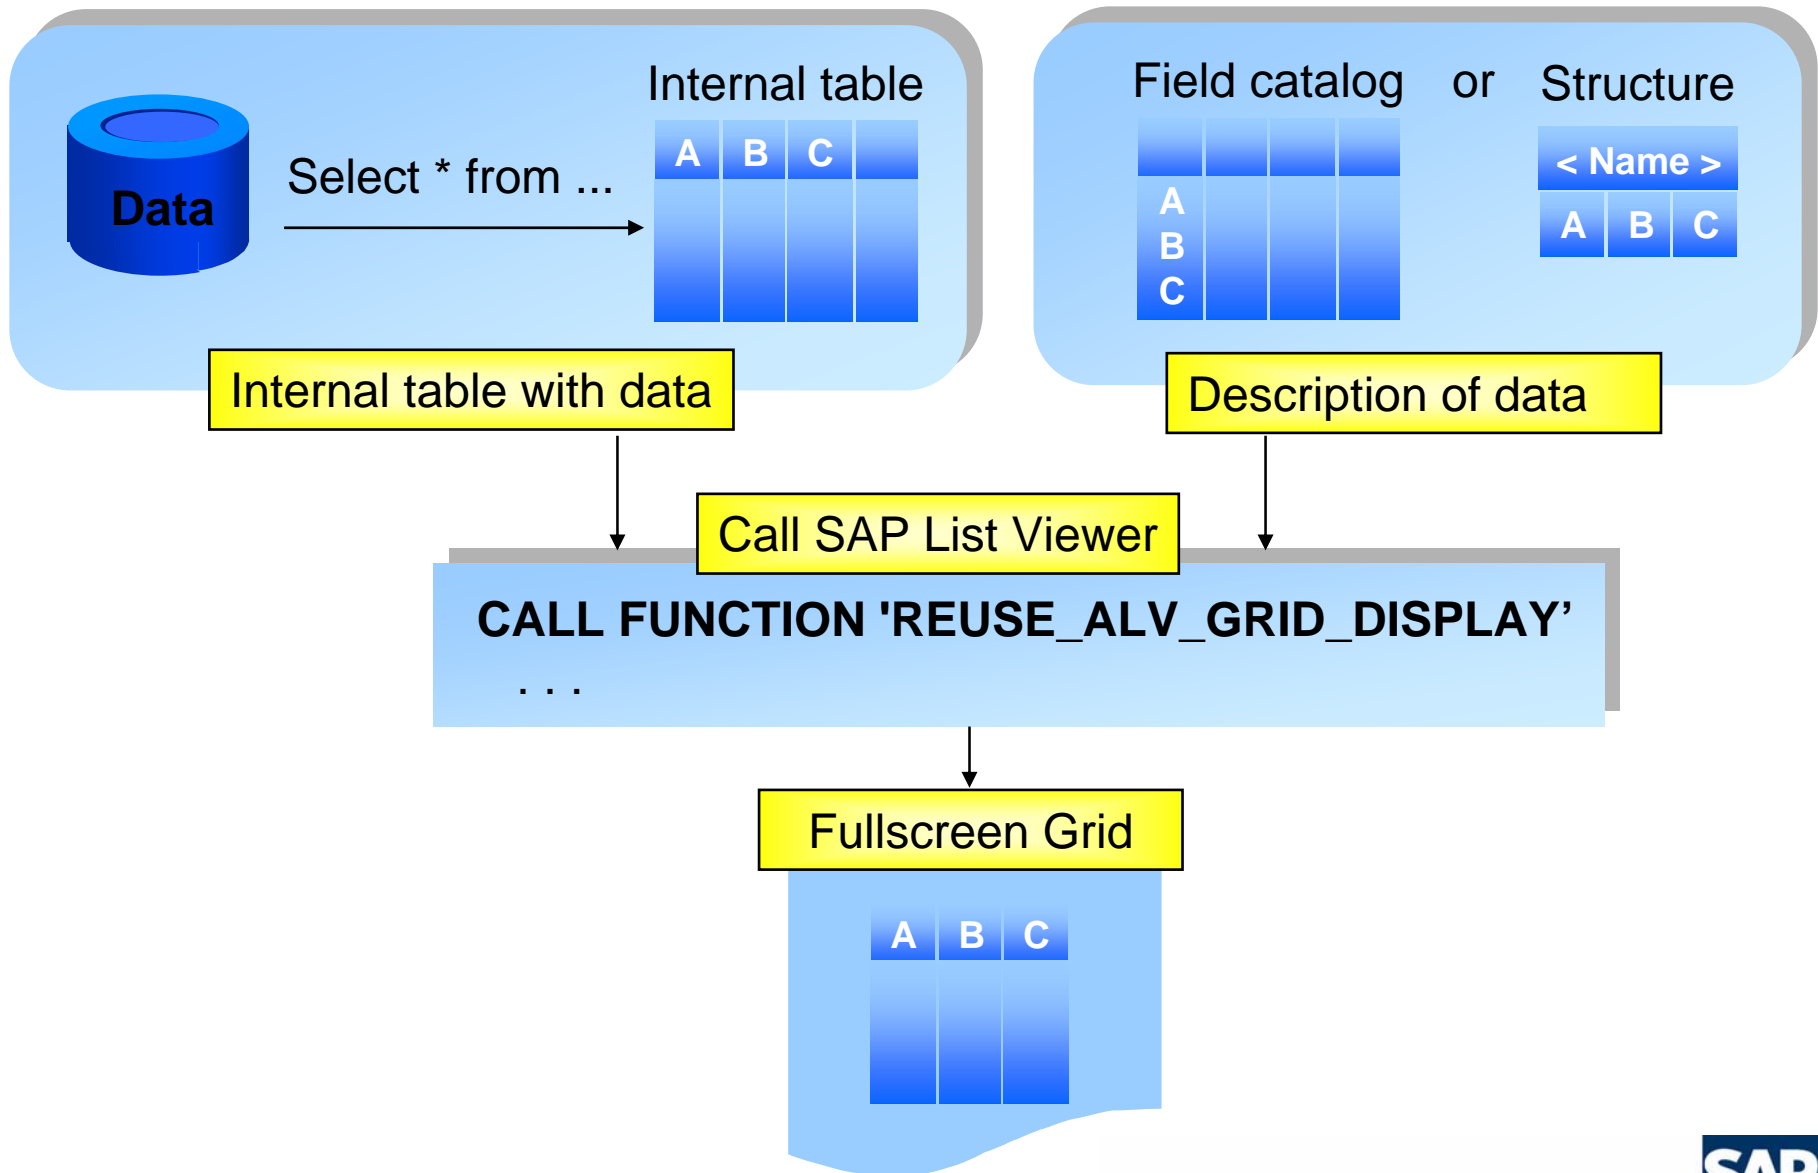 Internal table
Data
Select * from ...
A B C
Internal table with data
Field catalog or Structure
A
B
C
< Name >
A B C
Description of data
Call SAP List Viewer
CALL FUNCTION 'REUSE_ALV_GRID_DISPLAY’
. . .
Fullscreen Grid
A B C
SAP